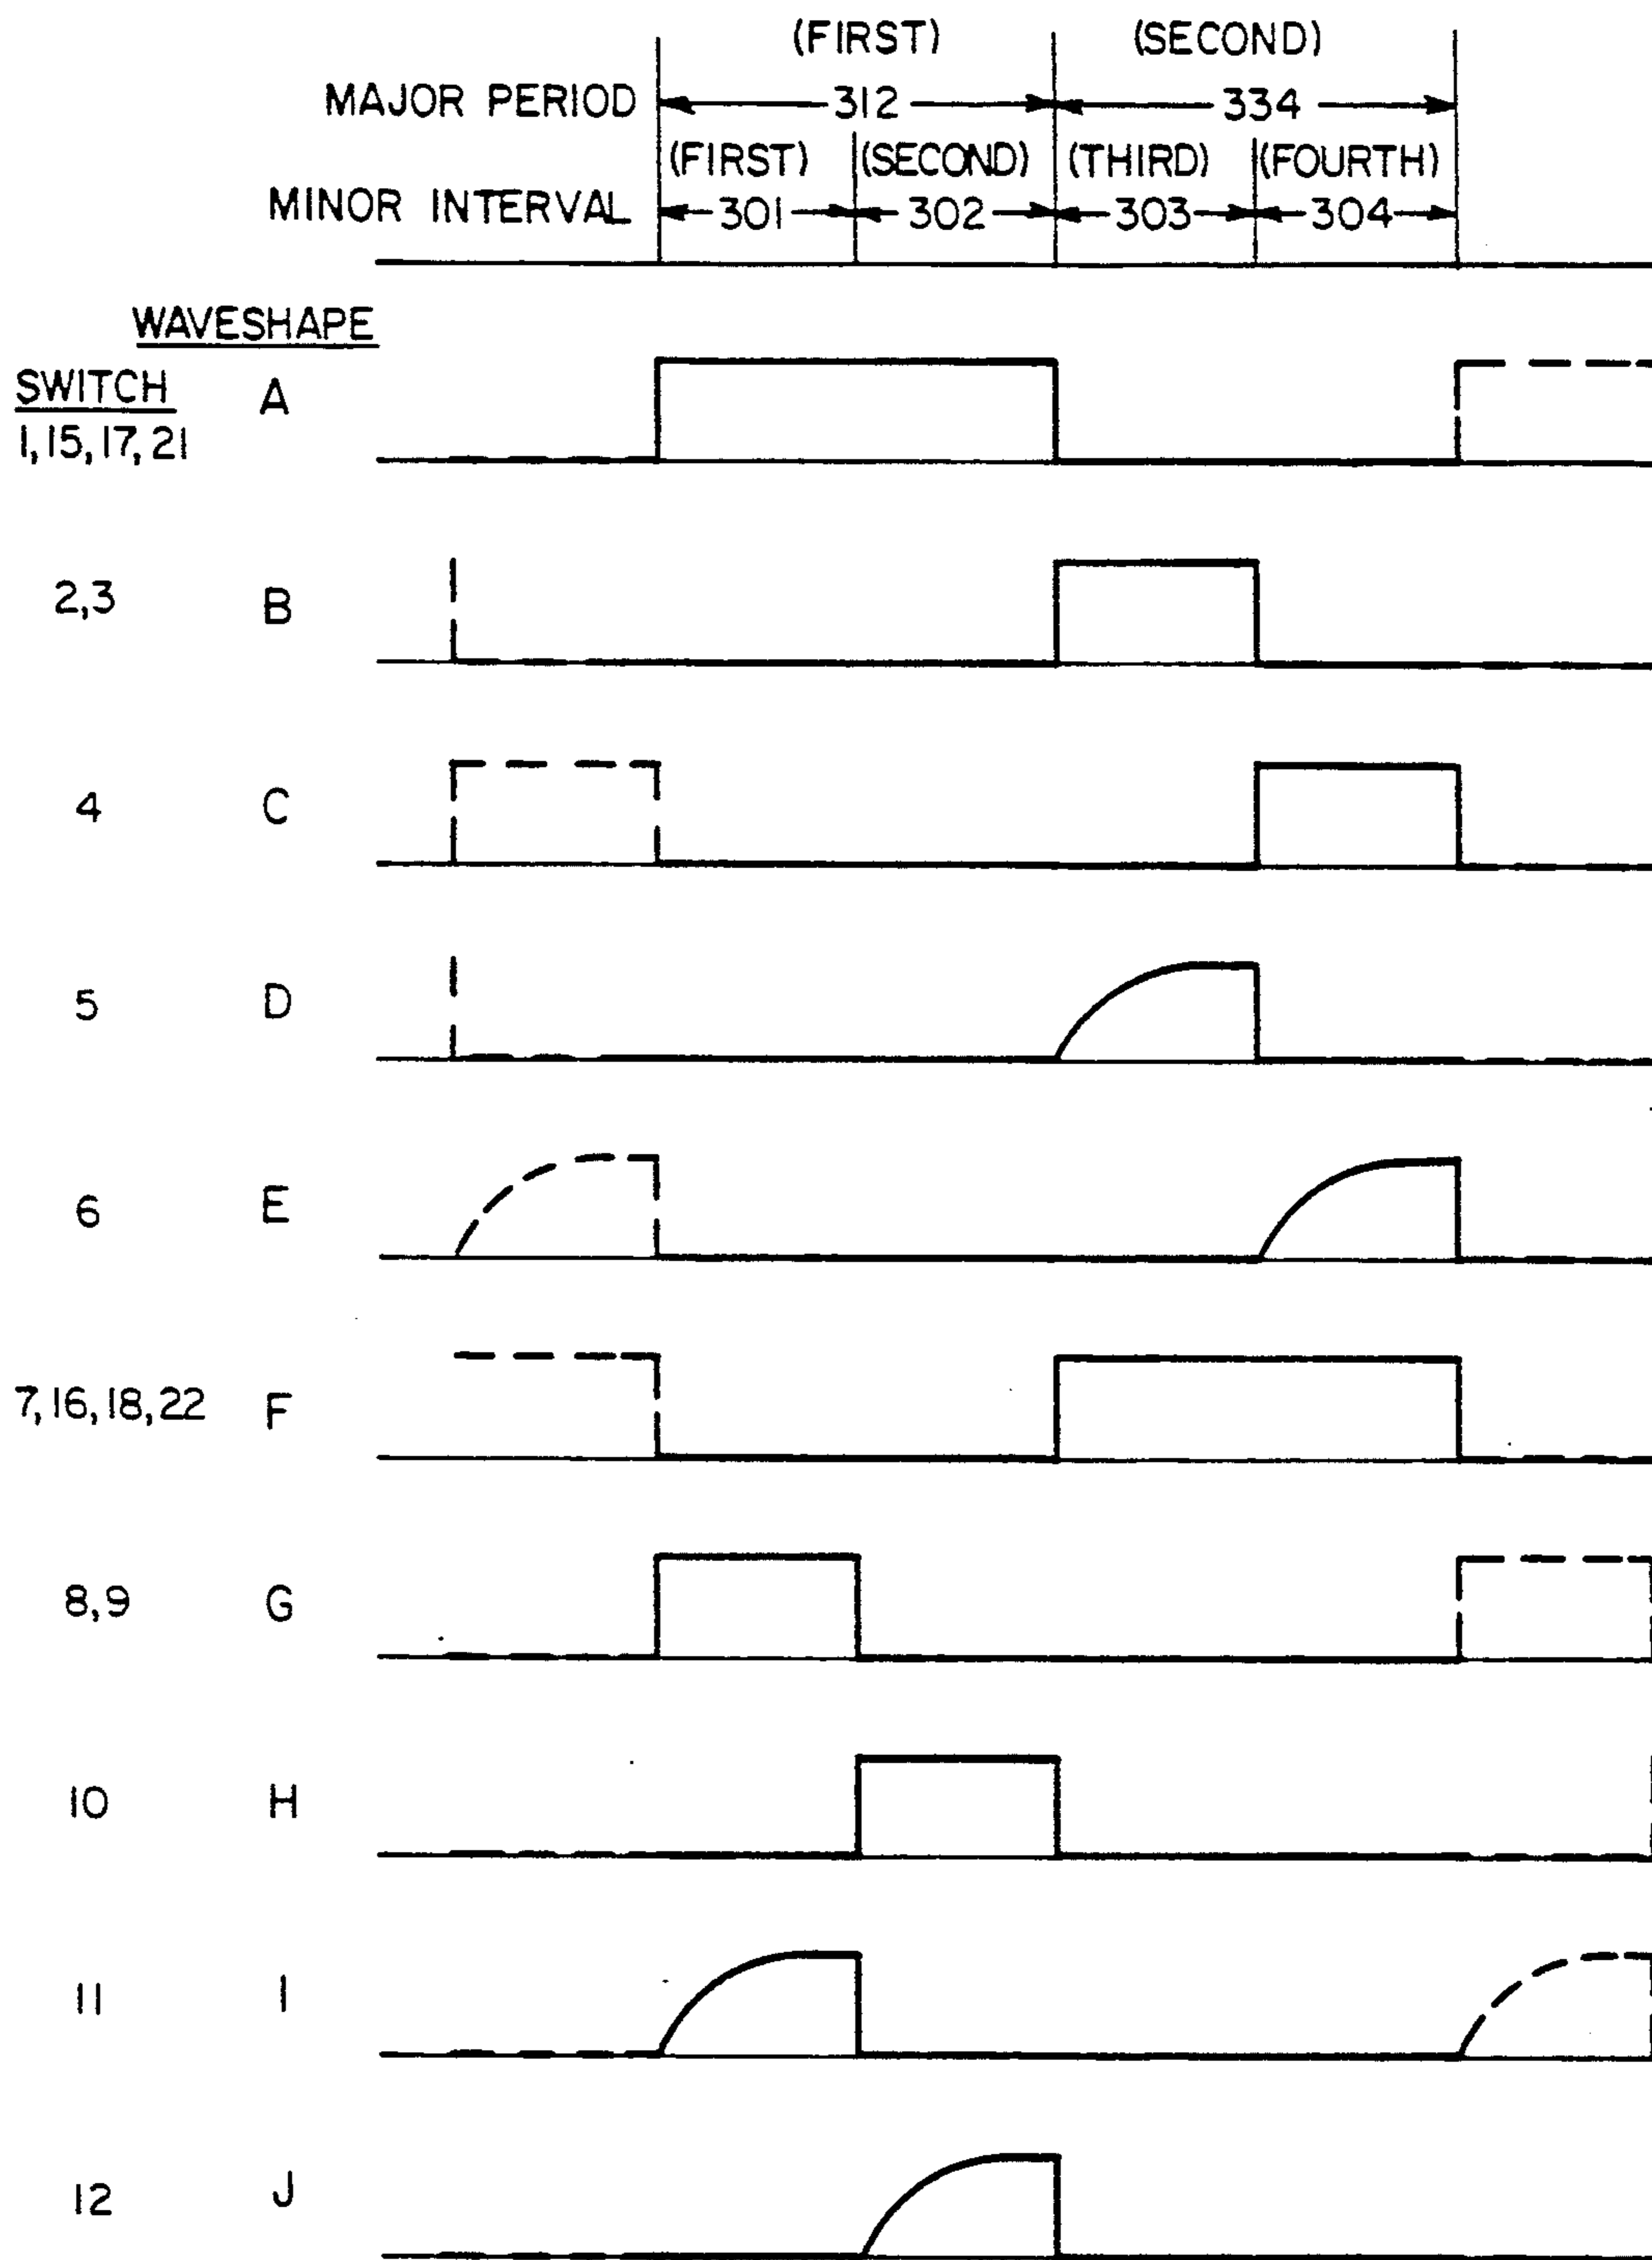 (FIRST) (SECOND)
MAJOR PERIOD 312 334
(FIRST) (SECOND) (THIRD) (FOURTH)
MINOR INTERVAL 301 302 303 304
WAVESHAPE
SWITCH A
1, 15, 17, 21
2,3 B
4 C
5 D
6 E
7, 16, 18, 22 F
8,9 G
10 H
11 I
12 J